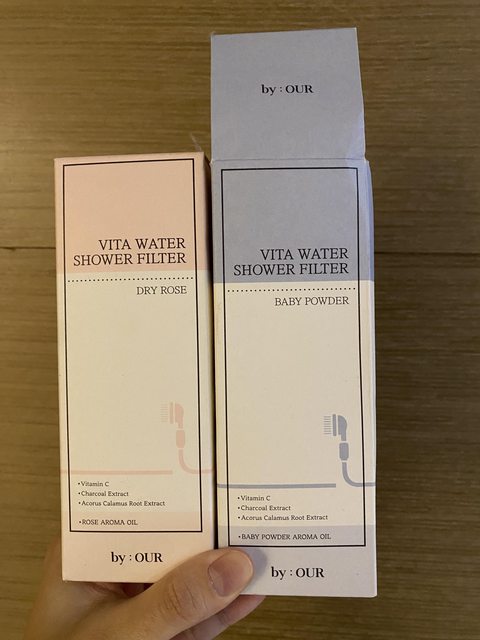 VITA WATER
SHOWER FILTER
DRY ROSE
•Vitamin C
•Charcoal Extract
•Acorus Calamus Root Extract
•ROSE AROMA OIL
by : OUR
by : OUR
VITA WATER
SHOWER FILTER
BABY POWDER
•Vitamin C
•Charcoal Extract
•Acorus Calamus Root Extract
•BABY POWDER AROMA OIL
by : OUR